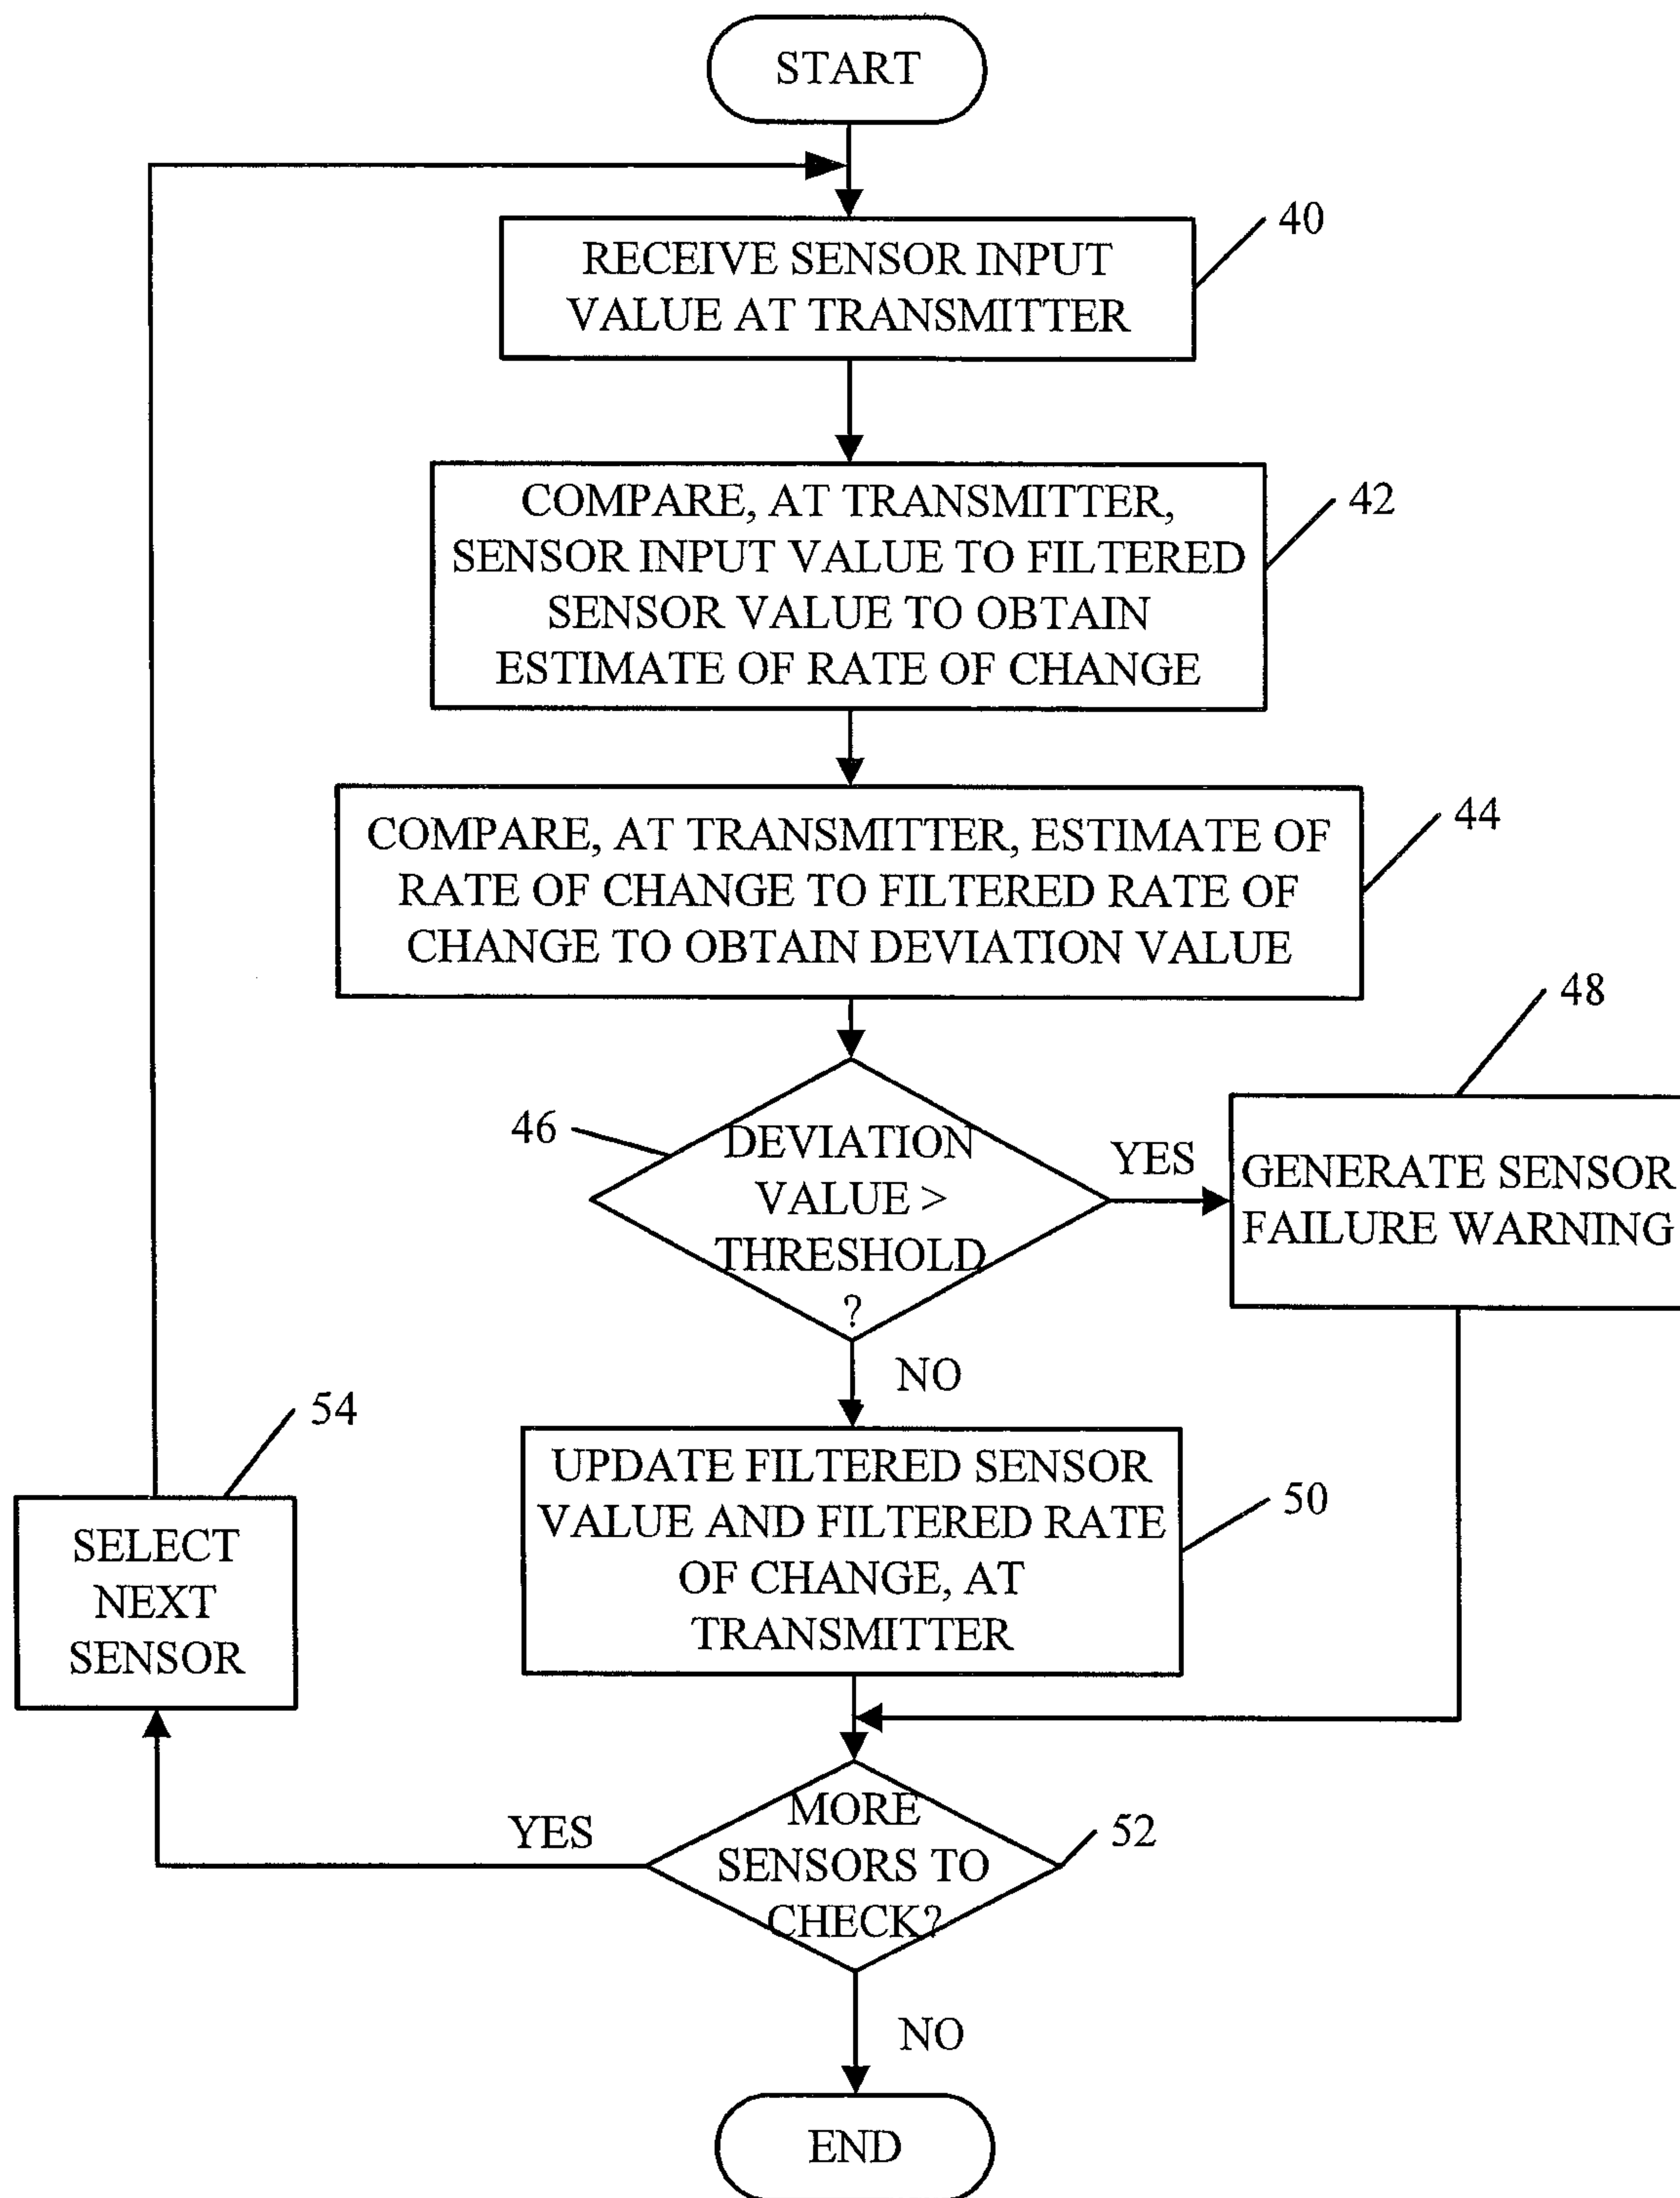 START
40
RECEIVE SENSOR INPUT
VALUE AT TRANSMITTER
42
COMPARE, AT TRANSMITTER,
SENSOR INPUT VALUE TO FILTERED
SENSOR VALUE TO OBTAIN
ESTIMATE OF RATE OF CHANGE
44
COMPARE, AT TRANSMITTER, ESTIMATE OF
RATE OF CHANGE TO FILTERED RATE OF
CHANGE TO OBTAIN DEVIATION VALUE
48
46
DEVIATION
VALUE >
THRESHOLD
?
YES
GENERATE SENSOR
FAILURE WARNING
NO
54
UPDATE FILTERED SENSOR
VALUE AND FILTERED RATE
OF CHANGE, AT
TRANSMITTER
50
SELECT
NEXT
SENSOR
YES
MORE
SENSORS TO
CHECK?
52
NO
END